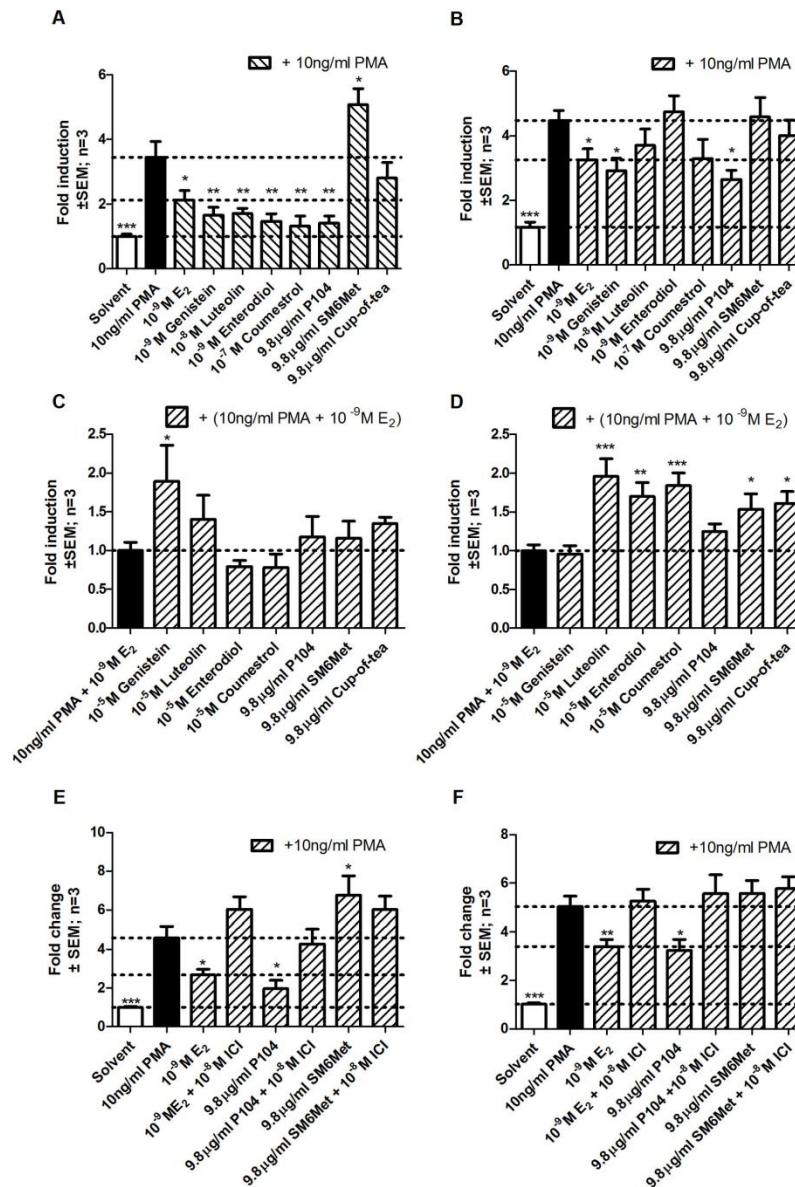 A
+ 10ng/ml PMA
Fold induction
±SEM; n=3
6
4
2
0
***
*
**
**
**
**
**
*
Solvent
10ng/ml PMA
10⁻⁹M E₂
10⁻⁹M Genistein
10⁻⁸M Luteolin
10⁻⁹M Enterodiol
10⁻⁷M Coumestrol
9.8µg/ml P104
9.8µg/ml SM6Met
9.8µg/ml Cup-of-tea
B
+ 10ng/ml PMA
Fold induction
±SEM; n=3
6
4
2
0
***
*
*
*
Solvent
10ng/ml PMA
10⁻⁹M E₂
10⁻⁹M Genistein
10⁻⁸M Luteolin
10⁻⁹M Enterodiol
10⁻⁷M Coumestrol
9.8µg/ml P104
9.8µg/ml SM6Met
9.8µg/ml Cup-of-tea
C
+ (10ng/ml PMA + 10⁻⁹M E₂)
Fold induction
±SEM; n=3
2.5
2.0
1.5
1.0
0.5
0.0
*
10ng/ml PMA + 10⁻⁹M E₂
10⁻⁵M Genistein
10⁻⁵M Luteolin
10⁻⁵M Enterodiol
10⁻⁵M Coumestrol
9.8µg/ml P104
9.8µg/ml SM6Met
9.8µg/ml Cup-of-tea
D
+ (10ng/ml PMA + 10⁻⁹M E₂)
Fold induction
±SEM; n=3
2.5
2.0
1.5
1.0
0.5
0.0
***
**
***
*
*
10ng/ml PMA + 10⁻⁹M E₂
10⁻⁵M Genistein
10⁻⁵M Luteolin
10⁻⁵M Enterodiol
10⁻⁵M Coumestrol
9.8µg/ml P104
9.8µg/ml SM6Met
9.8µg/ml Cup-of-tea
E
+10ng/ml PMA
Fold change
± SEM; n=3
10
8
6
4
2
0
***
*
*
*
Solvent
10ng/ml PMA
10⁻⁹M E₂
10⁻⁹ME₂ + 10⁻⁸M ICI
9.8µg/ml P104
9.8µg/ml P104 +10⁻⁸M ICI
9.8µg/ml SM6Met
9.8µg/ml SM6Met + 10⁻⁸M ICI
F
+10ng/ml PMA
Fold change
± SEM; n=3
8
6
4
2
0
***
**
*
Solvent
10ng/ml PMA
10⁻⁹M E₂
10⁻⁹M E₂ + 10⁻⁸M ICI
9.8µg/ml P104
9.8µg/ml P104 +10⁻⁸M ICI
9.8µg/ml SM6Met
9.8µg/ml SM6Met + 10⁻⁸M ICI